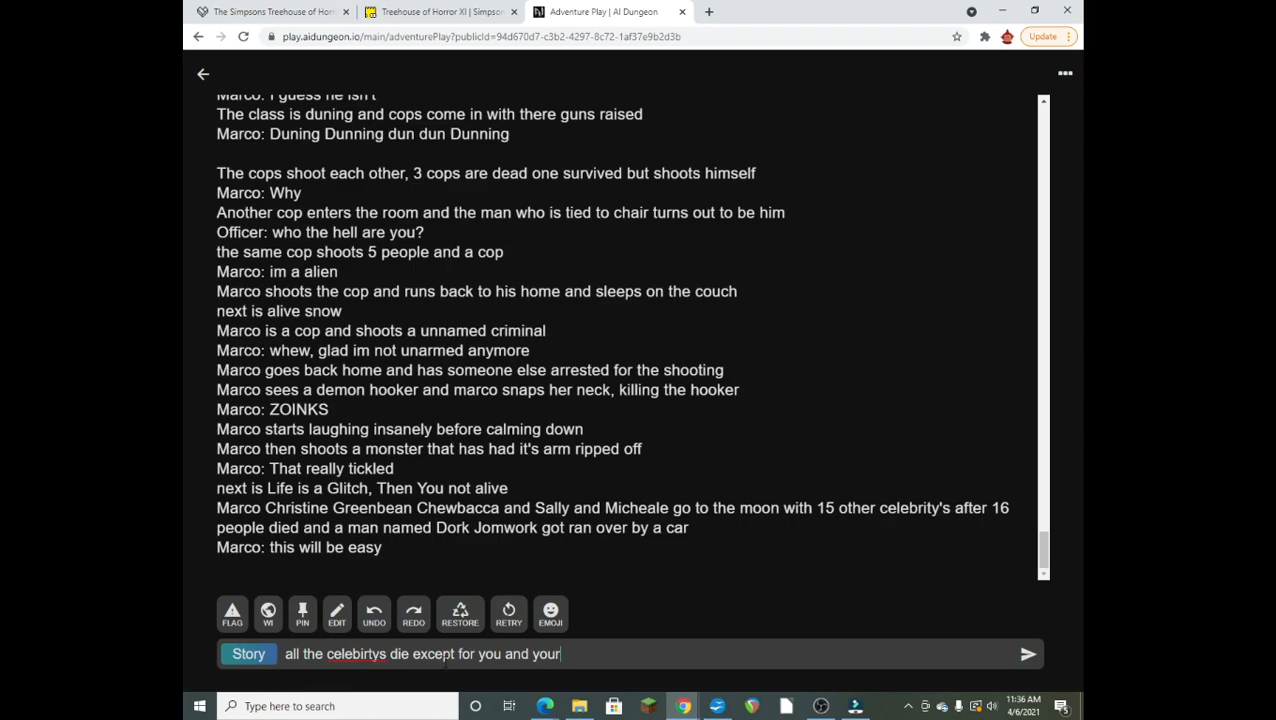 The Simpsons Treehouse of Horr
Treehouse of Horror XI | Simpson
Adventure Play | AI Dungeon
play.aidungeon.io/main/adventurePlay?publicId=94d670d7-c3b2-4297-8c72-1af37e9b2d3b
Update
Marco: I guess he isn't
The class is duning and cops come in with there guns raised
Marco: Duning Dunning dun dun Dunning
The cops shoot each other, 3 cops are dead one survived but shoots himself
Marco: Why
Another cop enters the room and the man who is tied to chair turns out to be him
Officer: who the hell are you?
the same cop shoots 5 people and a cop
Marco: im a alien
Marco shoots the cop and runs back to his home and sleeps on the couch
next is alive snow
Marco is a cop and shoots a unnamed criminal
Marco: whew, glad im not unarmed anymore
Marco goes back home and has someone else arrested for the shooting
Marco sees a demon hooker and marco snaps her neck, killing the hooker
Marco: ZOINKS
Marco starts laughing insanely before calming down
Marco then shoots a monster that has had it's arm ripped off
Marco: That really tickled
next is Life is a Glitch, Then You not alive
Marco Christine Greenbean Chewbacca and Sally and Micheale go to the moon with 15 other celebrity's after 16
people died and a man named Dork Jomwork got ran over by a car
Marco: this will be easy
FLAG WI PIN EDIT UNDO REDO RESTORE RETRY EMOJI
Story all the celebirtys die except for you and your
Type here to search
11:36 AM
4/6/2021
5